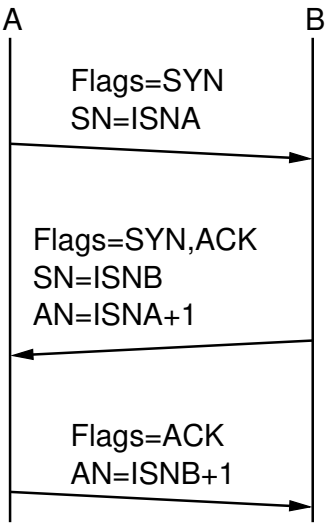 A B
Flags=SYN
SN=ISNA
Flags=SYN,ACK
SN=ISNB
AN=ISNA+1
Flags=ACK
AN=ISNB+1